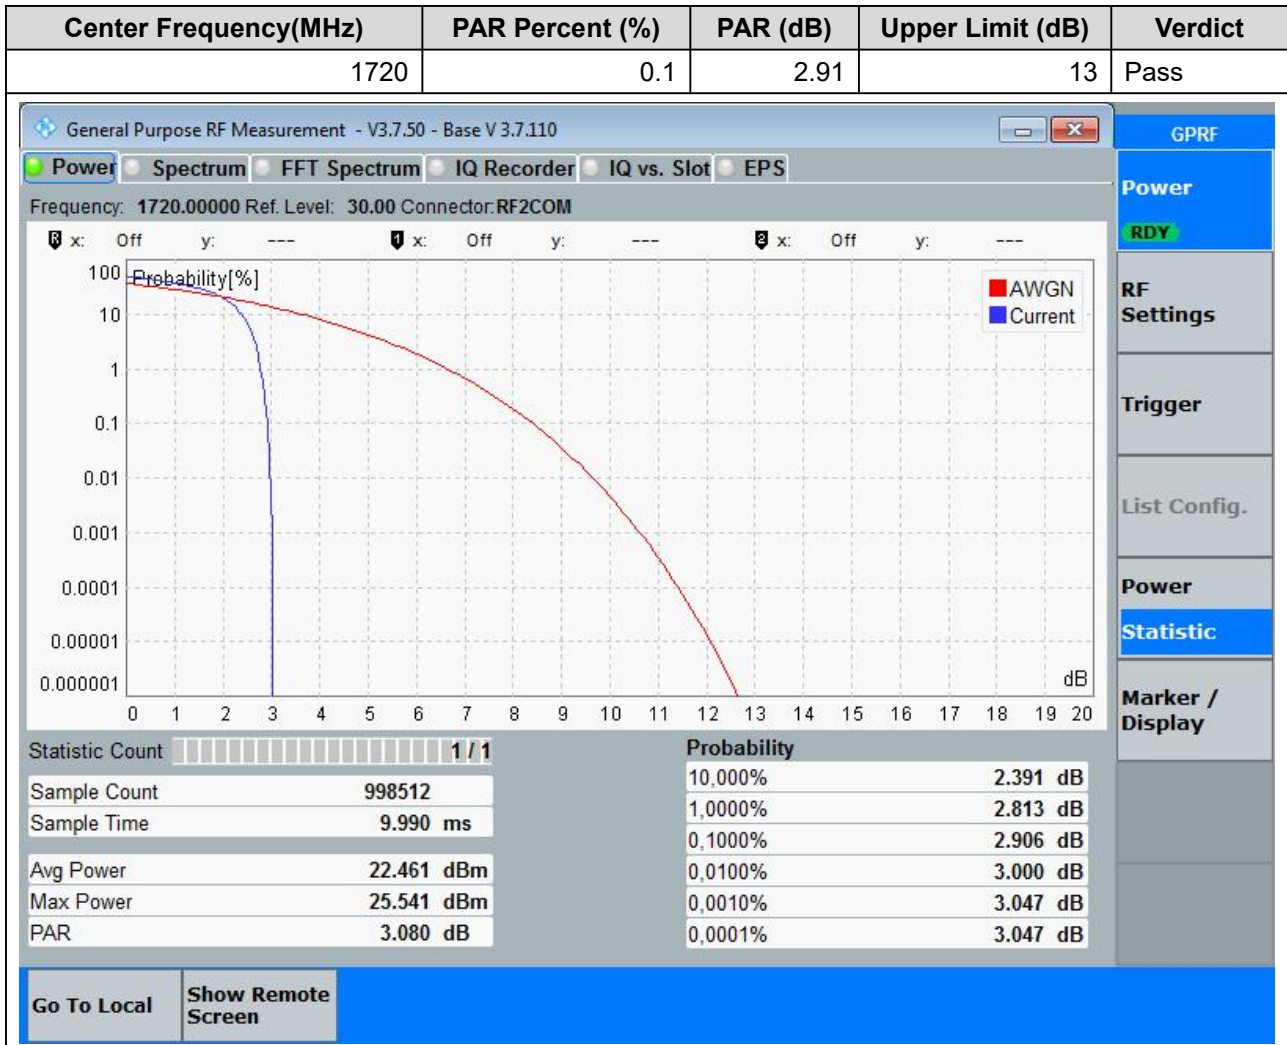 Center Frequency(MHz) PAR Percent (%) PAR (dB) Upper Limit (dB) Verdict
1720 0.1 2.91 13 Pass
General Purpose RF Measurement - V3.7.50 - Base V 3.7.110
GPRF
Power Spectrum FFT Spectrum IQ Recorder IQ vs. Slot EPS
Frequency: 1720.00000 Ref. Level: 30.00 Connector:RF2COM
R x: Off y: --- 1 x: Off y: --- 2 x: Off y: ---
Probability[%]
AWGN
Current
100
10
1
0.1
0.01
0.001
0.0001
0.00001
0.000001
dB
0 1 2 3 4 5 6 7 8 9 10 11 12 13 14 15 16 17 18 19 20
Statistic Count 1 / 1
Sample Count 998512
Sample Time 9.990 ms
Avg Power 22.461 dBm
Max Power 25.541 dBm
PAR 3.080 dB
Probability
10,000% 2.391 dB
1,0000% 2.813 dB
0,1000% 2.906 dB
0,0100% 3.000 dB
0,0010% 3.047 dB
0,0001% 3.047 dB
Power
RDY
RF
Settings
Trigger
List Config.
Power
Statistic
Marker /
Display
Go To Local
Show Remote
Screen